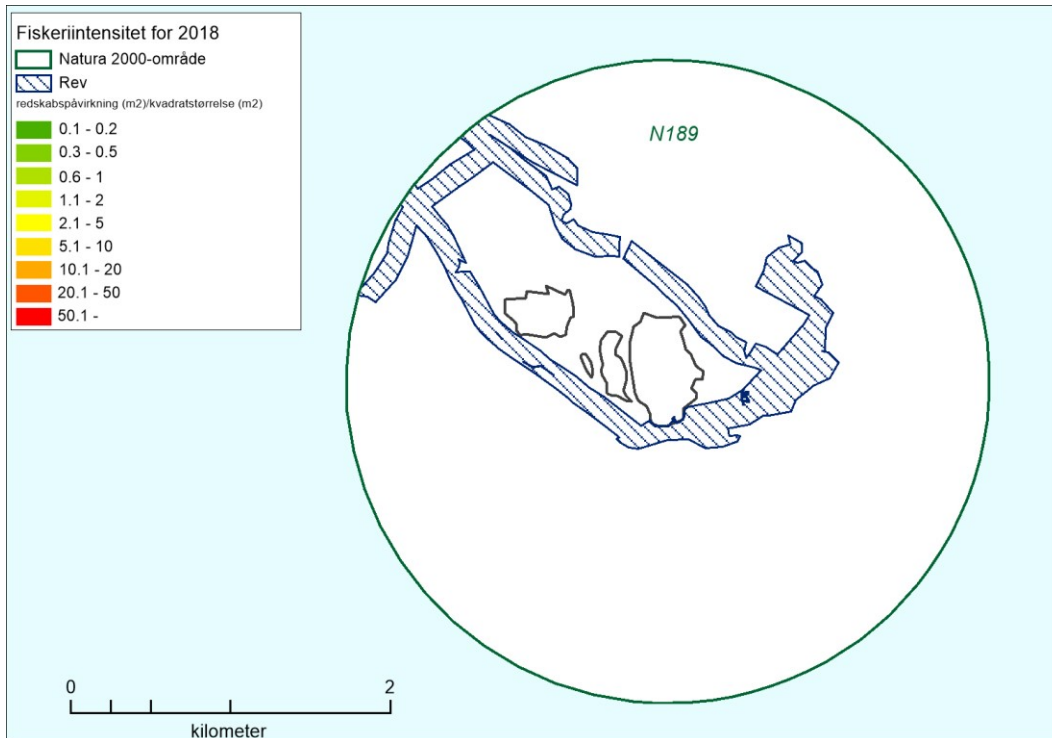 Fiskeriintensitet for 2018
Natura 2000-område
Rev
redskabspåvirkning (m2)/kvadratstørrelse (m2)
0.1 - 0.2
0.3 - 0.5
0.6 - 1
1.1 - 2
2.1 - 5
5.1 - 10
10.1 - 20
20.1 - 50
50.1 -
N189
0 2
kilometer